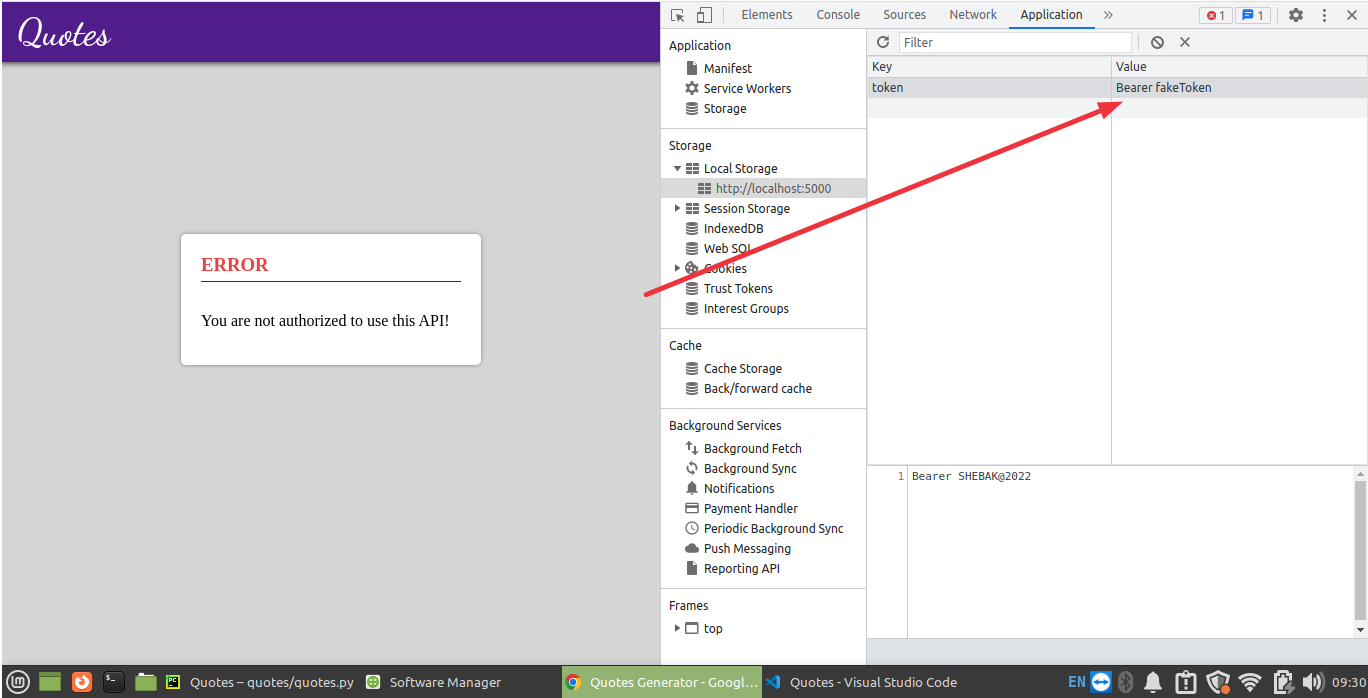 Quotes
ERROR
You are not authorized to use this API!
Elements Console Sources Network Application » 1 1
Application
Manifest
Service Workers
Storage
Storage
Local Storage
http://localhost:5000
Session Storage
IndexedDB
Web SQL
Cookies
Trust Tokens
Interest Groups
Cache
Cache Storage
Back/forward cache
Background Services
Background Fetch
Background Sync
Notifications
Payment Handler
Periodic Background Sync
Push Messaging
Reporting API
Frames
top
Filter
Key Value
token Bearer fakeToken
1 Bearer SHEBAK@2022
Quotes – quotes/quotes.py Software Manager Quotes Generator - Googl... Quotes - Visual Studio Code EN 09:30